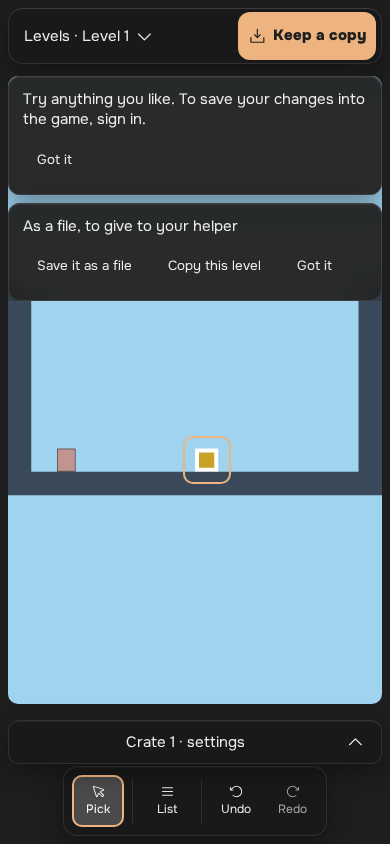 Levels · Level 1
Keep a copy
Try anything you like. To save your changes into
the game, sign in.
Got it
As a file, to give to your helper
Save it as a file
Copy this level
Got it
Crate 1 · settings
Pick
List
Undo
Redo